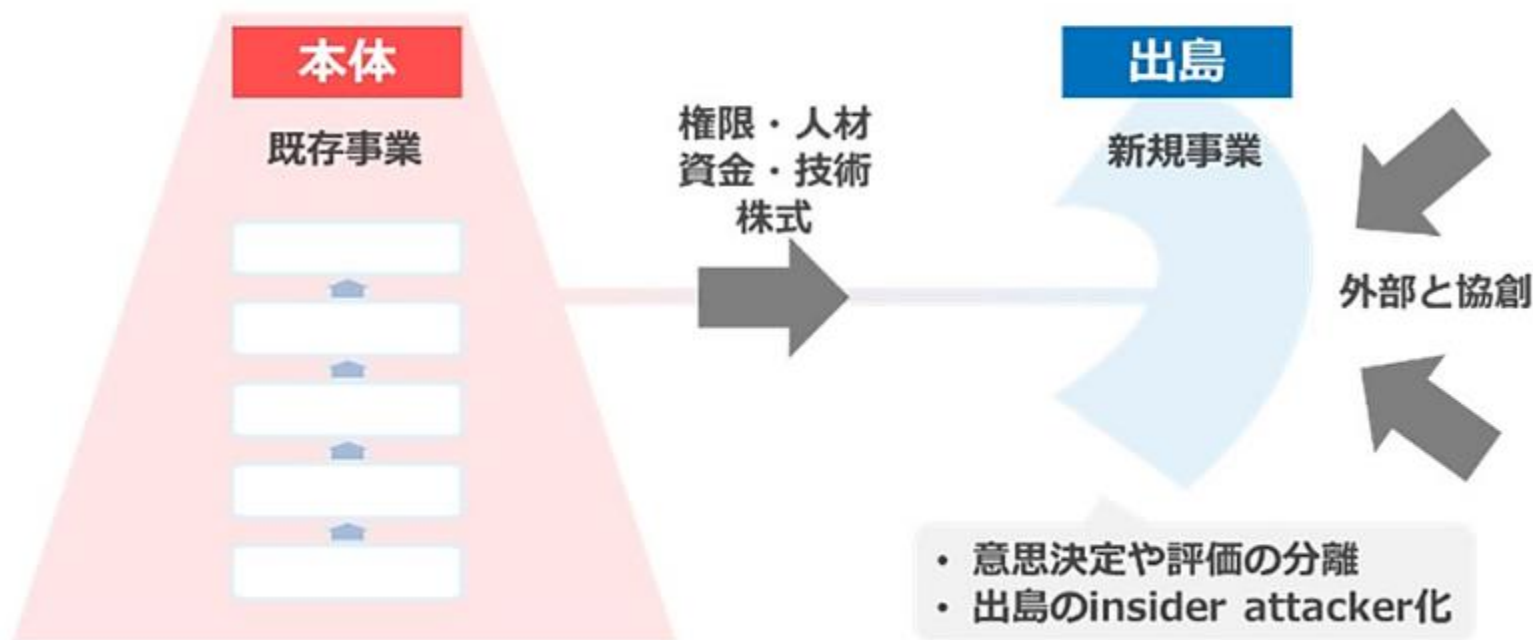 本体
既存事業
権限・人材
資金・技術
株式
出島
新規事業
外部と協創
・ 意思決定や評価の分離
・ 出島のinsider attacker化